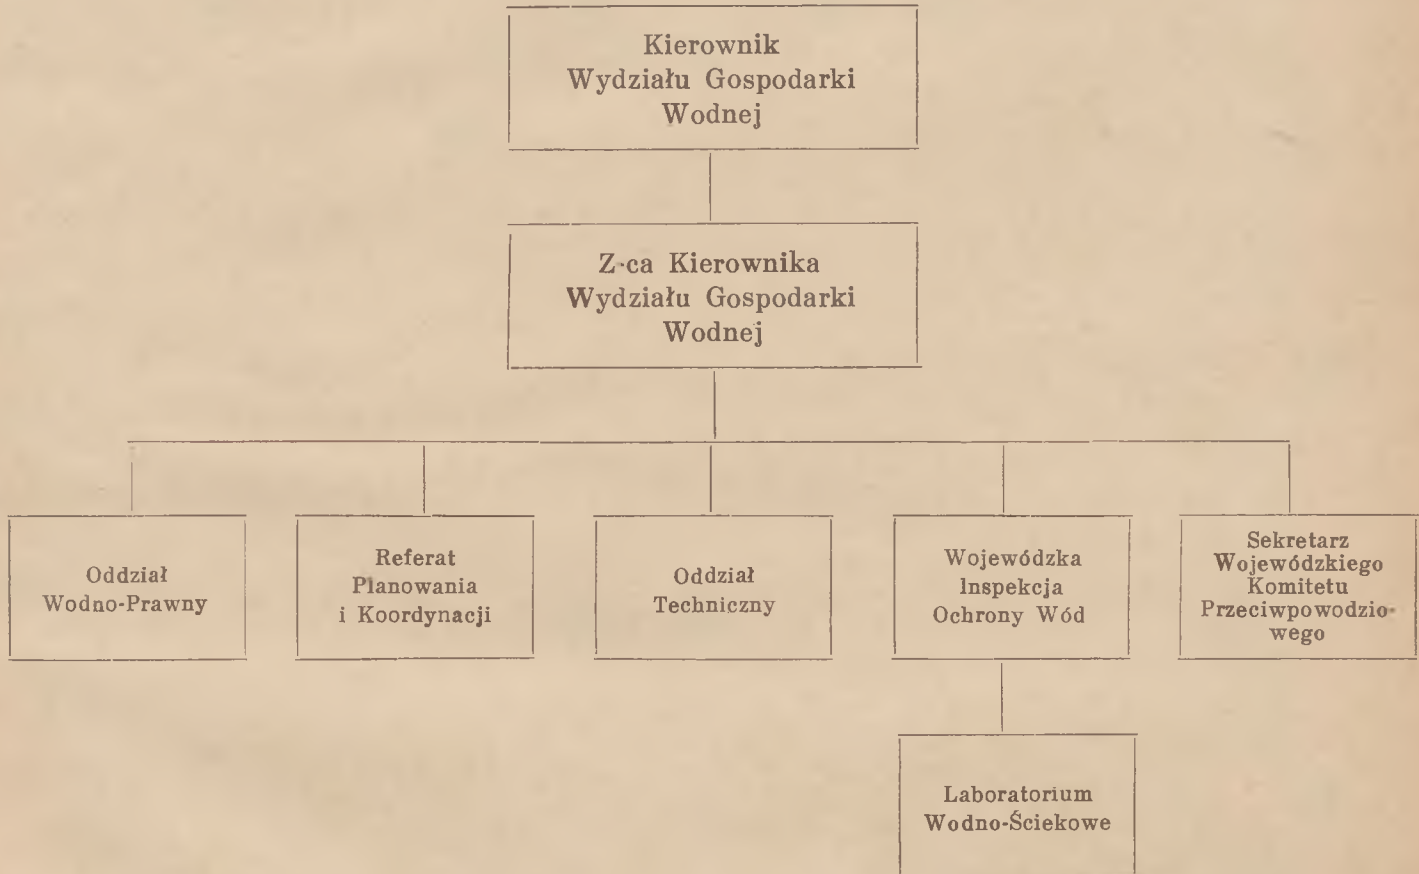 Kierownik
Wydziału Gospodarki
Wodnej
Z-ca Kierownika
Wydziału Gospodarki
Wodnej
Oddział
Wodno-Prawny
Referat
Planowania
i Koordynacji
Oddział
Techniczny
Wojewódzka
Inspekcja
Ochrony Wód
Sekretarz
Wojewódzkiego
Komitetu
Przeciwpowodzio-
wego
Laboratorium
Wodno-Ściekowe